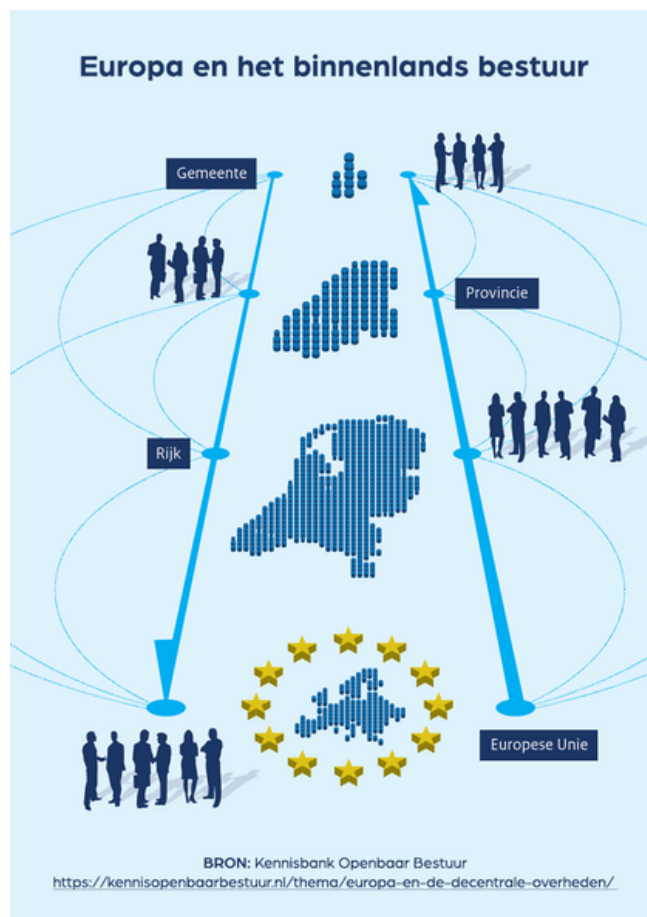 Europa en het binnenlands bestuur
Gemeente
Provincie
Rijk
Europese Unie
BRON: Kennisbank Openbaar Bestuur
https://kennisopenbaarbestuur.nl/thema/europa-en-de-decentrale-overheden/